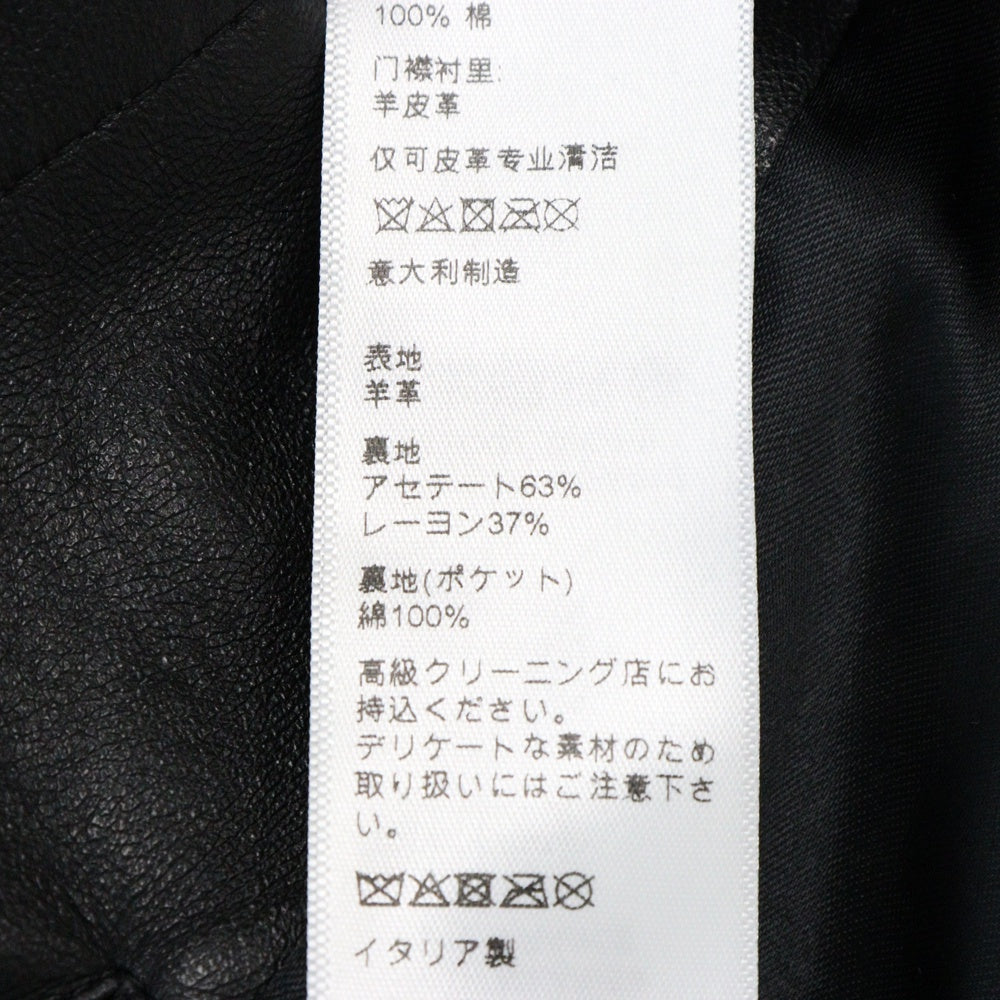 100% 棉
门襟衬里:
羊皮革
仅可皮革专业清洁
意大利制造
表地
羊革
裏地
アセテート63%
レーヨン37%
裏地(ポケット)
綿100%
高級クリーニング店にお
持込ください。
デリケートな素材のため
取り扱いにはご注意下さ
い。
イタリア製